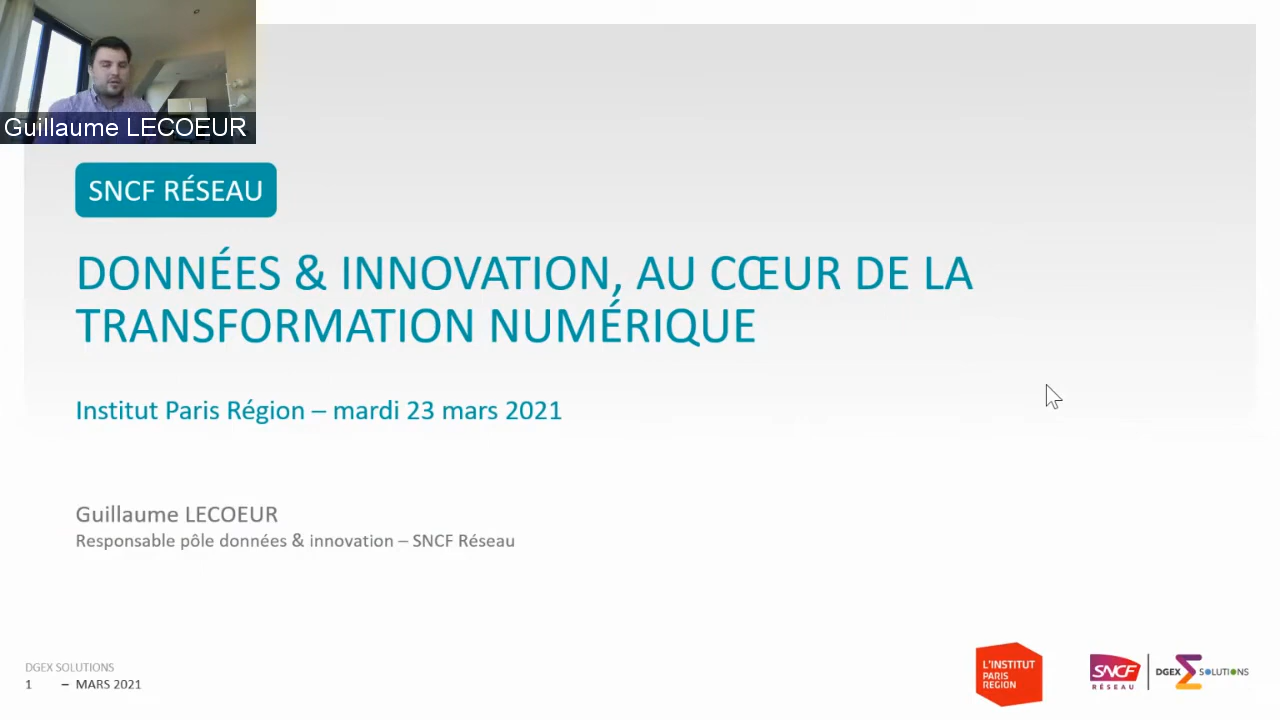 Guillaume LECOEUR
SNCF RÉSEAU
DONNÉES & INNOVATION, AU CŒUR DE LA
TRANSFORMATION NUMÉRIQUE
Institut Paris Région – mardi 23 mars 2021
Guillaume LECOEUR
Responsable pôle données & innovation – SNCF Réseau
DGEX SOLUTIONS
1 – MARS 2021
L'INSTITUT
PARIS
REGION
SNCF
RÉSEAU
DGEX SOLUTIONS